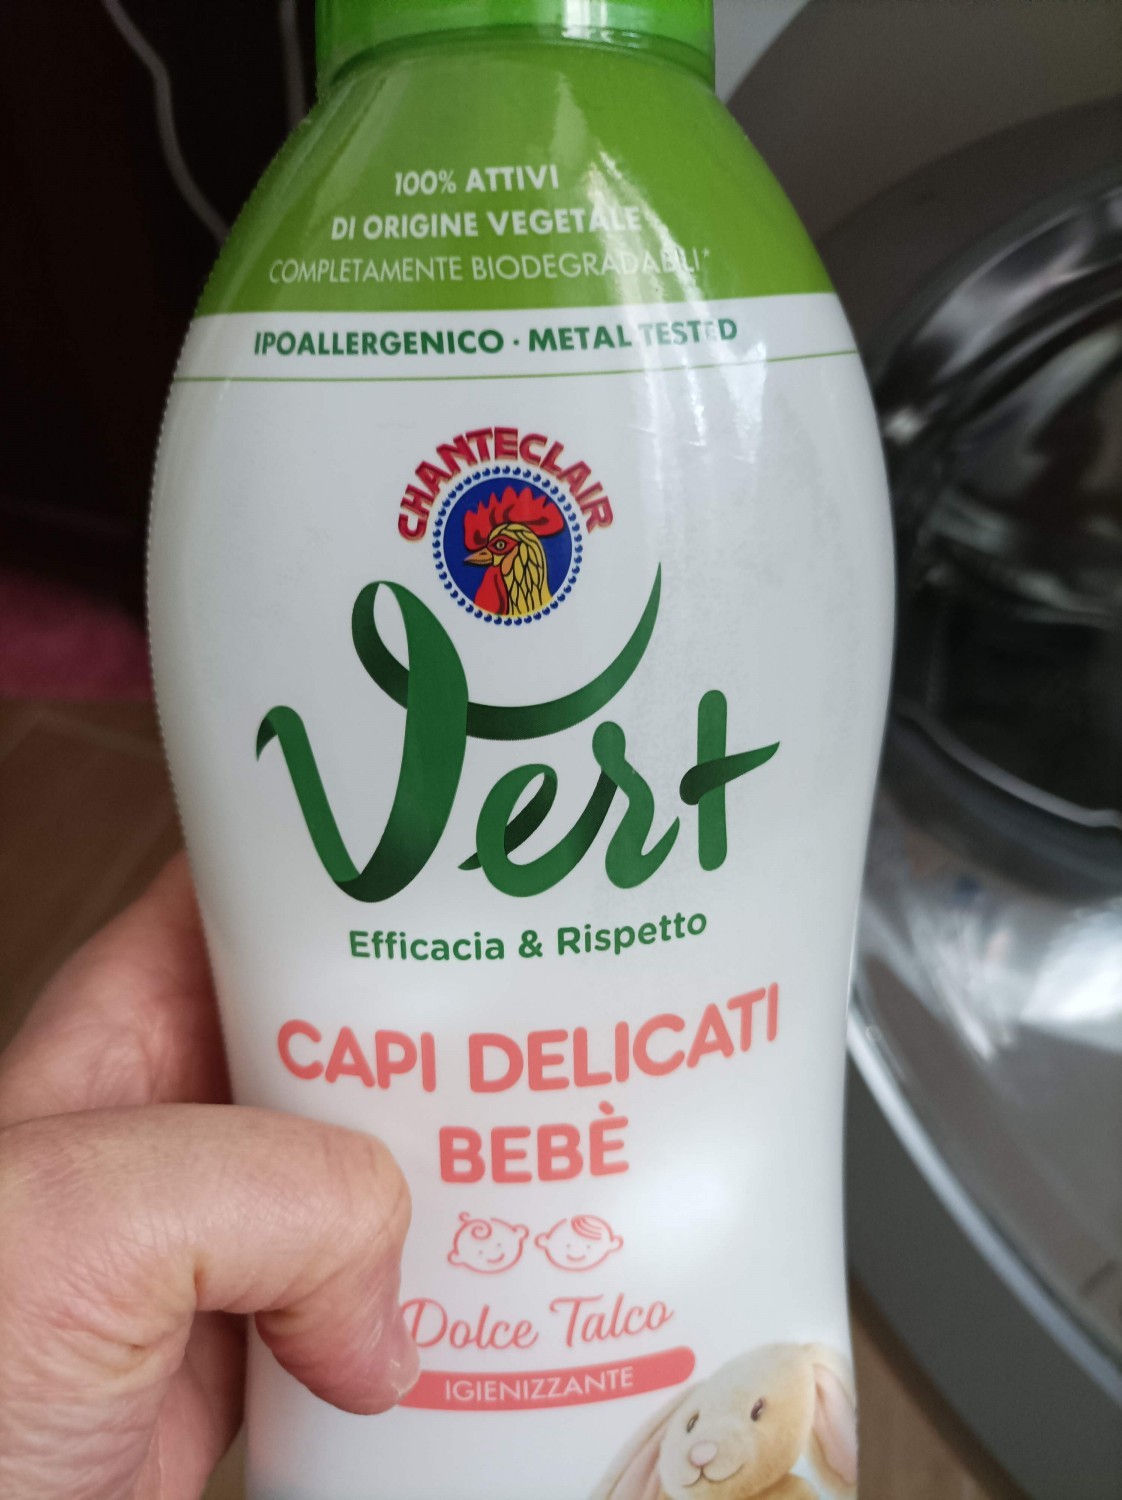 100% ATTIVI
DI ORIGINE VEGETALE
COMPLETAMENTE BIODEGRADABILI*
IPOALLERGENICO · METAL TESTED
CHANTECLAIR
Vert
Efficacia & Rispetto
CAPI DELICATI
BEBÈ
Dolce Talco
IGIENIZZANTE